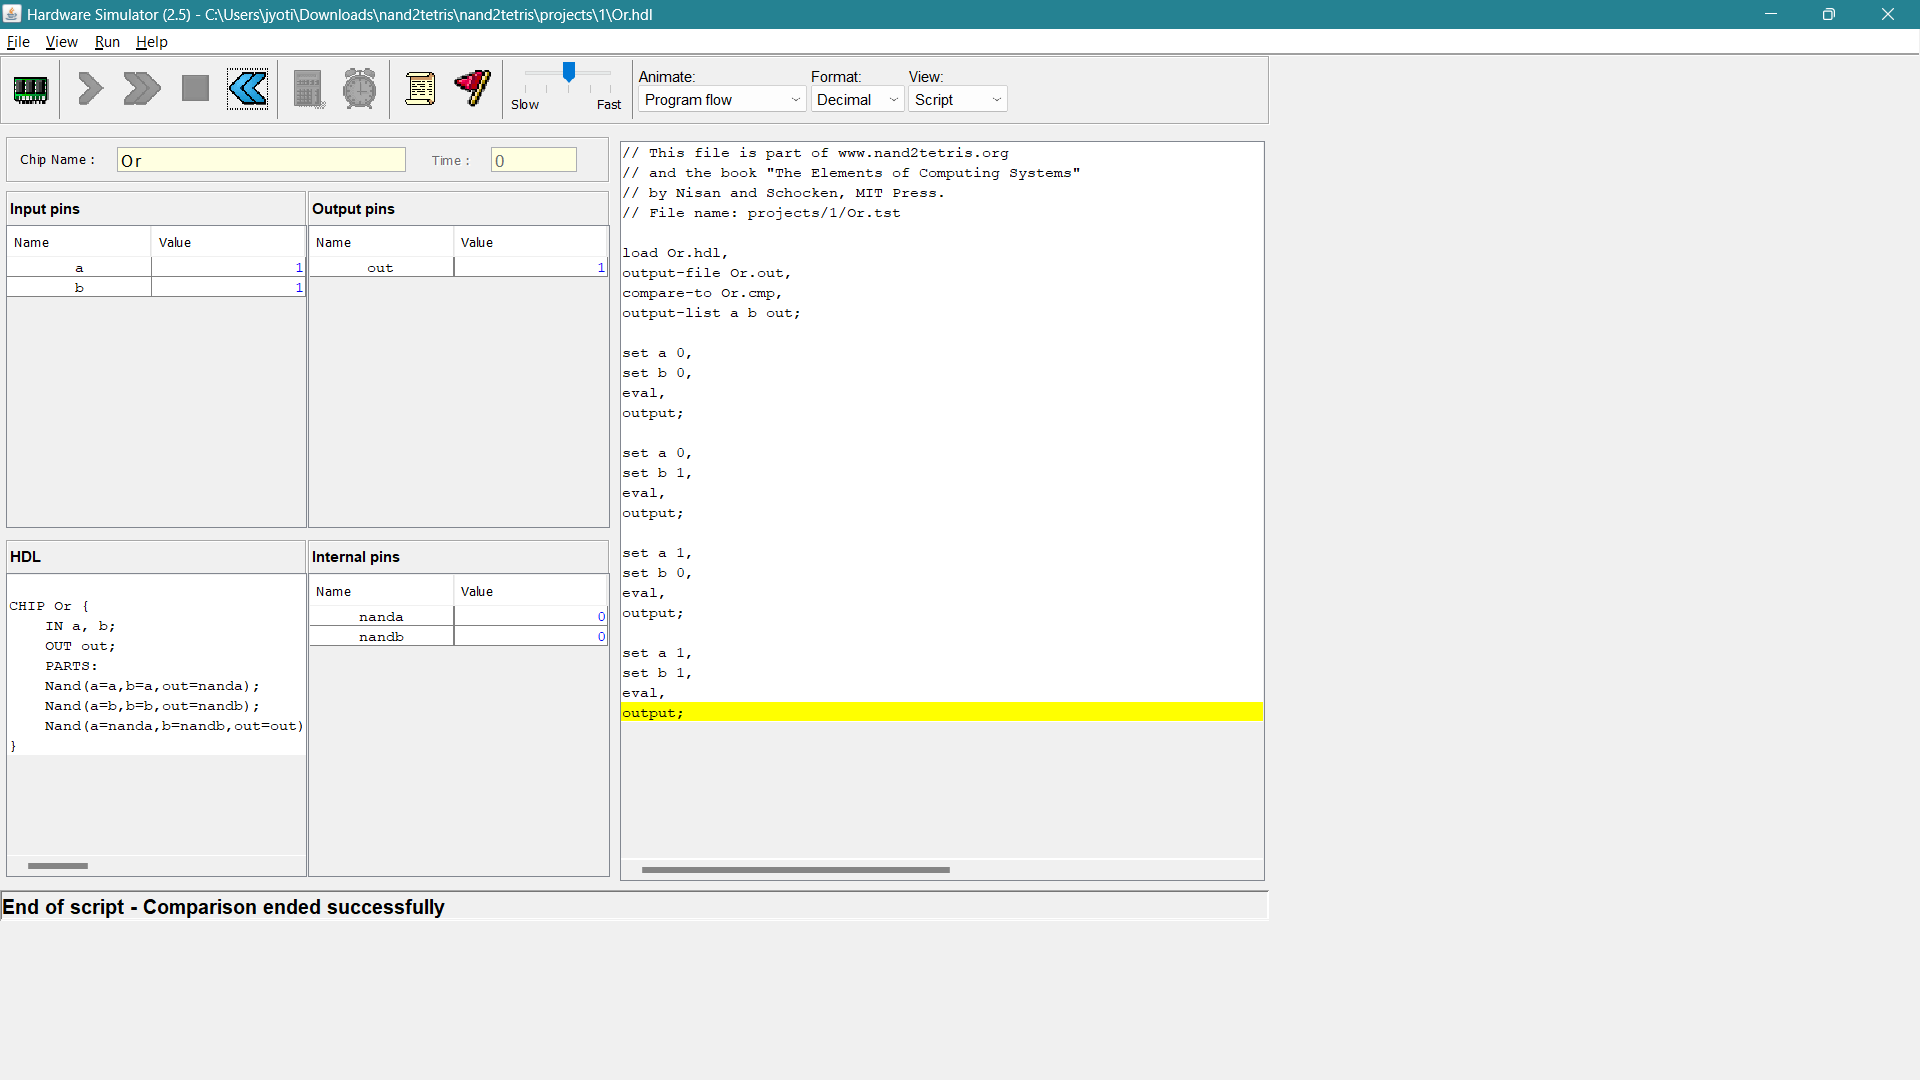 Hardware Simulator (2.5) - C:\Users\jyoti\Downloads\nand2tetris\nand2tetris\projects\1\Or.hdl
File View Run Help
Slow Fast
Animate: Format: View:
Program flow Decimal Script
Chip Name : Or Time : 0
Input pins Output pins
Name Value Name Value
a 1 out 1
b 1
HDL Internal pins
Name Value
nanda 0
nandb 0
CHIP Or {
IN a, b;
OUT out;
PARTS:
Nand(a=a,b=a,out=nanda);
Nand(a=b,b=b,out=nandb);
Nand(a=nanda,b=nandb,out=out)
}
// This file is part of www.nand2tetris.org
// and the book "The Elements of Computing Systems"
// by Nisan and Schocken, MIT Press.
// File name: projects/1/Or.tst
load Or.hdl,
output-file Or.out,
compare-to Or.cmp,
output-list a b out;
set a 0,
set b 0,
eval,
output;
set a 0,
set b 1,
eval,
output;
set a 1,
set b 0,
eval,
output;
set a 1,
set b 1,
eval,
output;
End of script - Comparison ended successfully